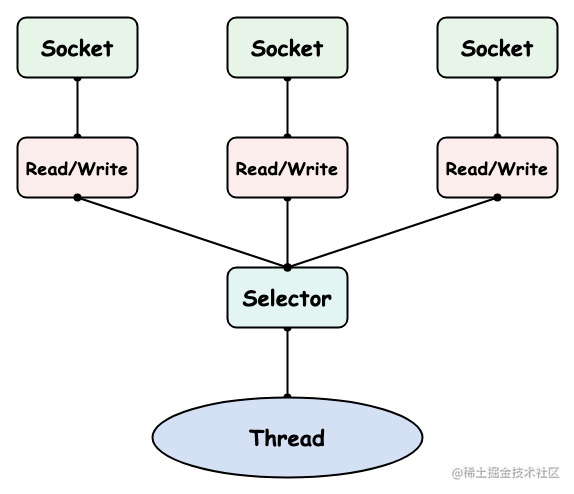 Socket
Socket
Socket
Read/Write
Read/Write
Read/Write
Selector
Thread
@稀土掘金技术社区